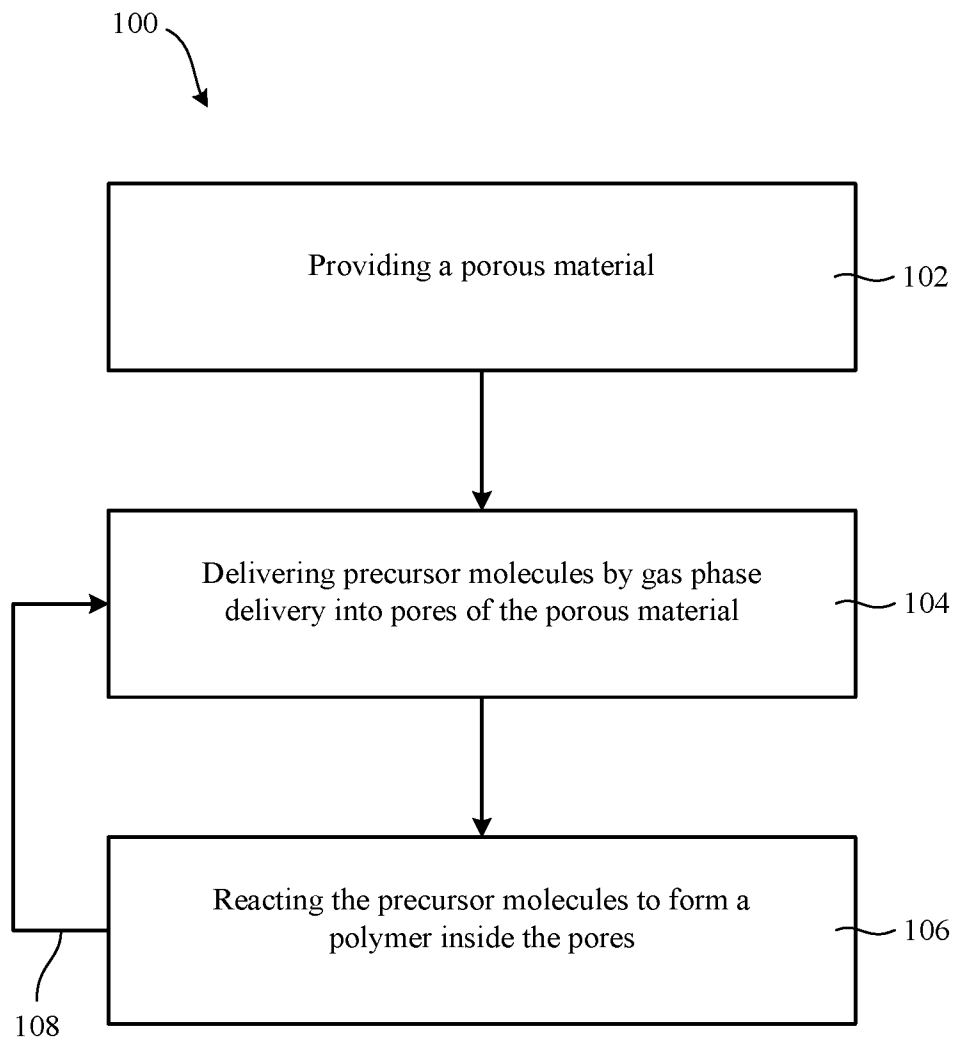 100
Providing a porous material
102
Delivering precursor molecules by gas phase
delivery into pores of the porous material
104
Reacting the precursor molecules to form a
polymer inside the pores
106
108